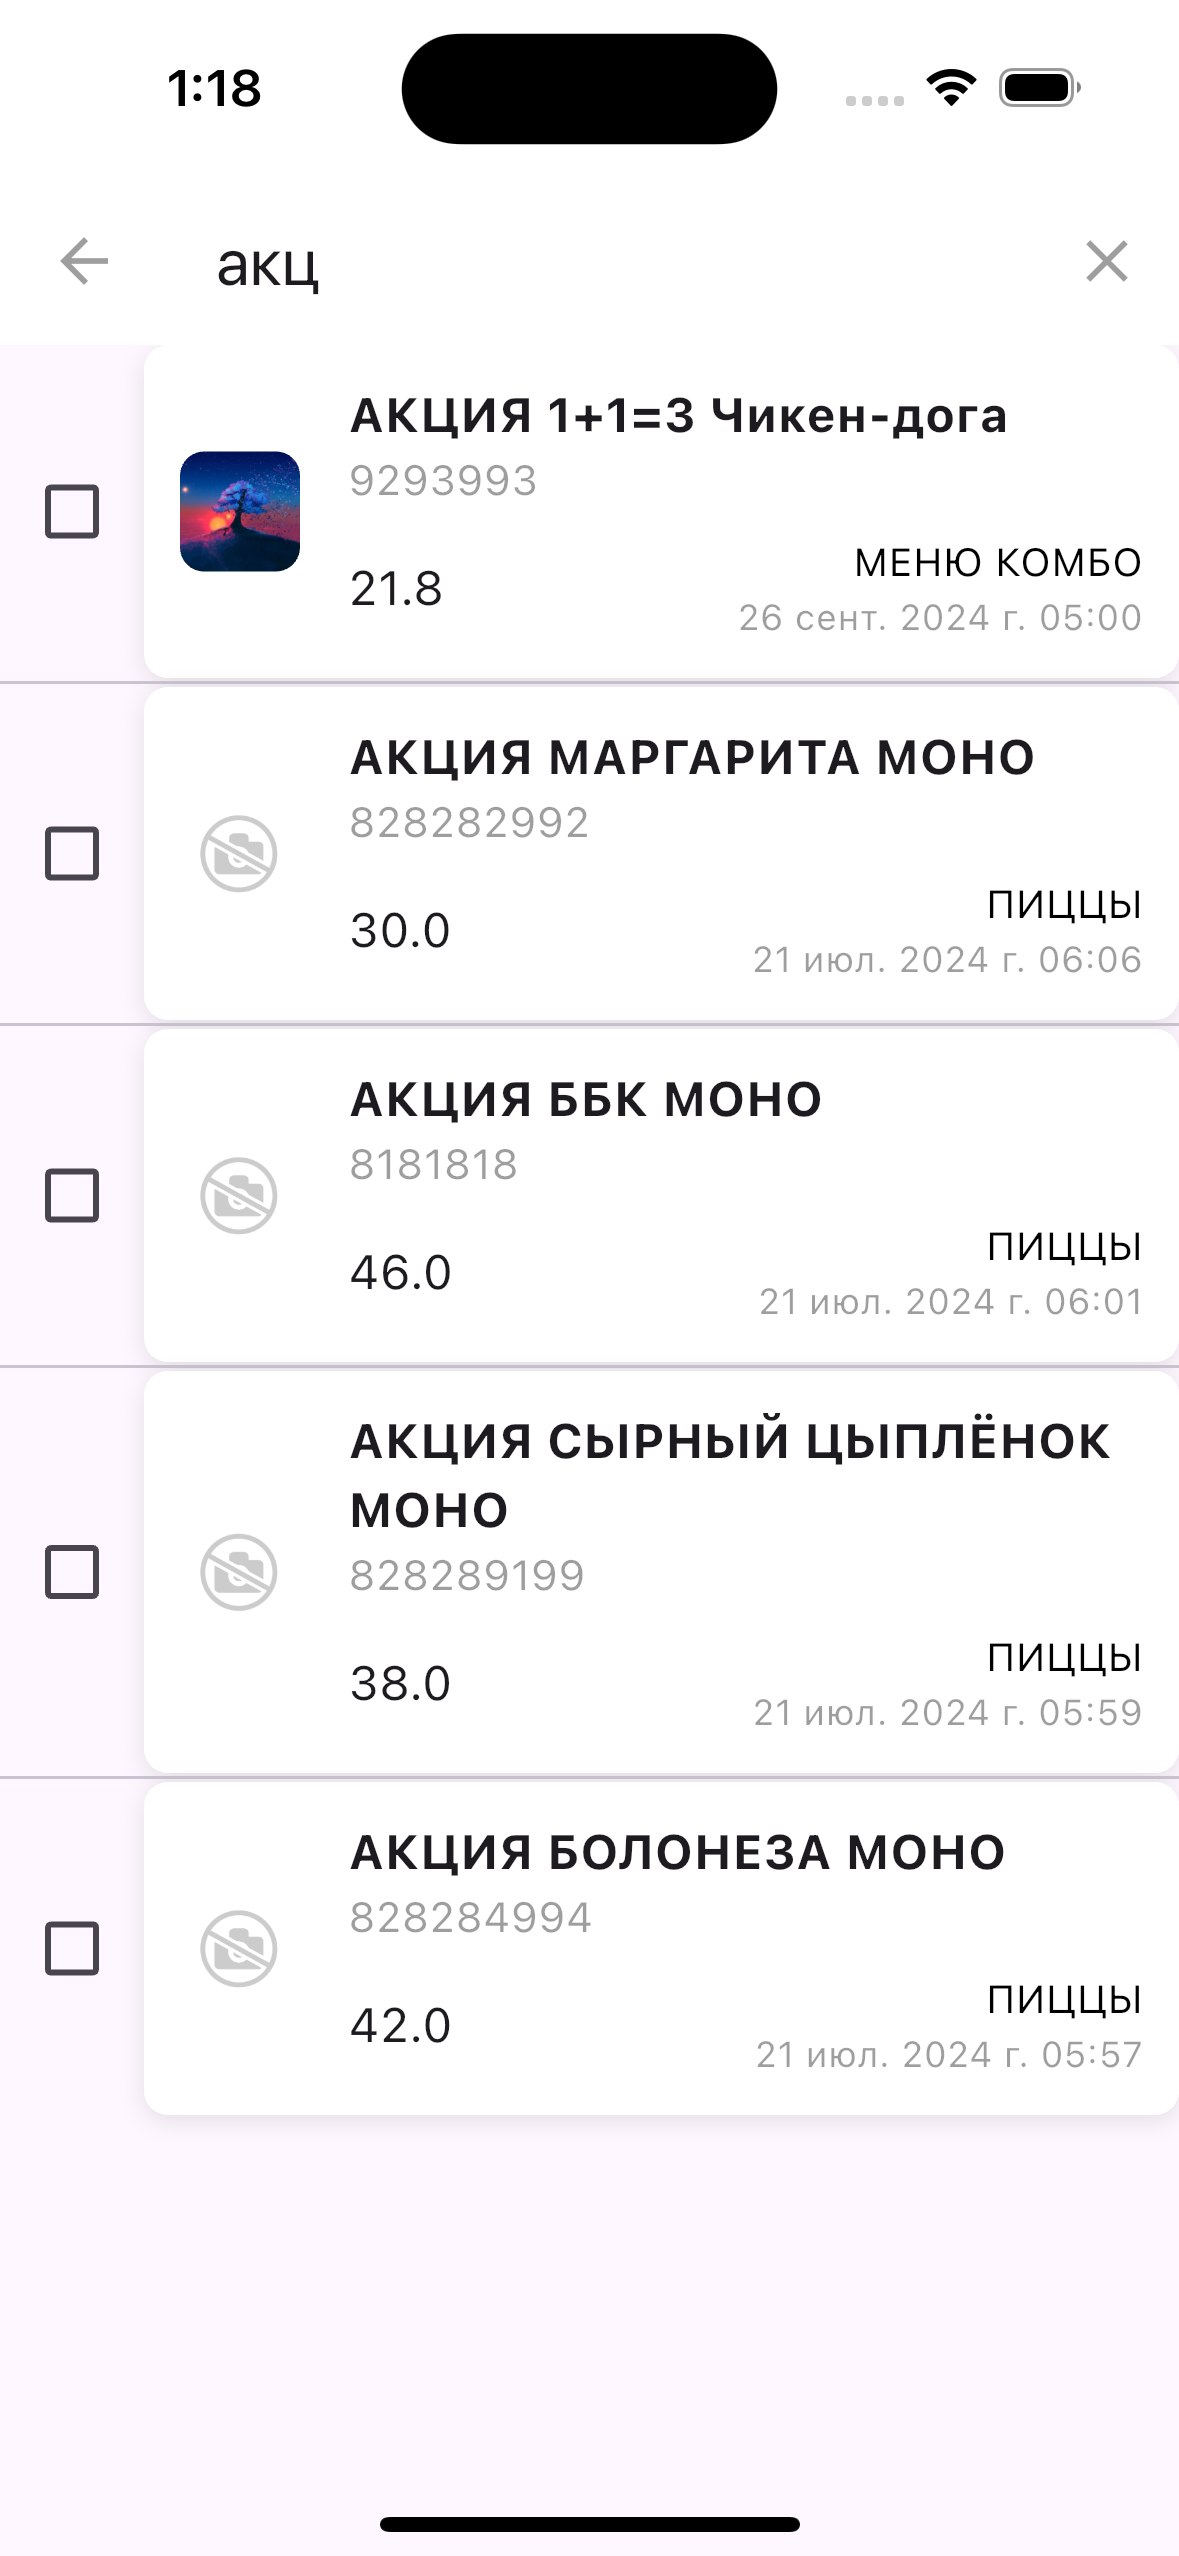 1:18
акц
АКЦИЯ 1+1=3 Чикен-дога
9293993
21.8
МЕНЮ КОМБО
26 сент. 2024 г. 05:00
АКЦИЯ МАРГАРИТА МОНО
828282992
30.0
ПИЦЦЫ
21 июл. 2024 г. 06:06
АКЦИЯ ББК МОНО
8181818
46.0
ПИЦЦЫ
21 июл. 2024 г. 06:01
АКЦИЯ СЫРНЫЙ ЦЫПЛЁНОК
МОНО
828289199
38.0
ПИЦЦЫ
21 июл. 2024 г. 05:59
АКЦИЯ БОЛОНЕЗА МОНО
828284994
42.0
ПИЦЦЫ
21 июл. 2024 г. 05:57